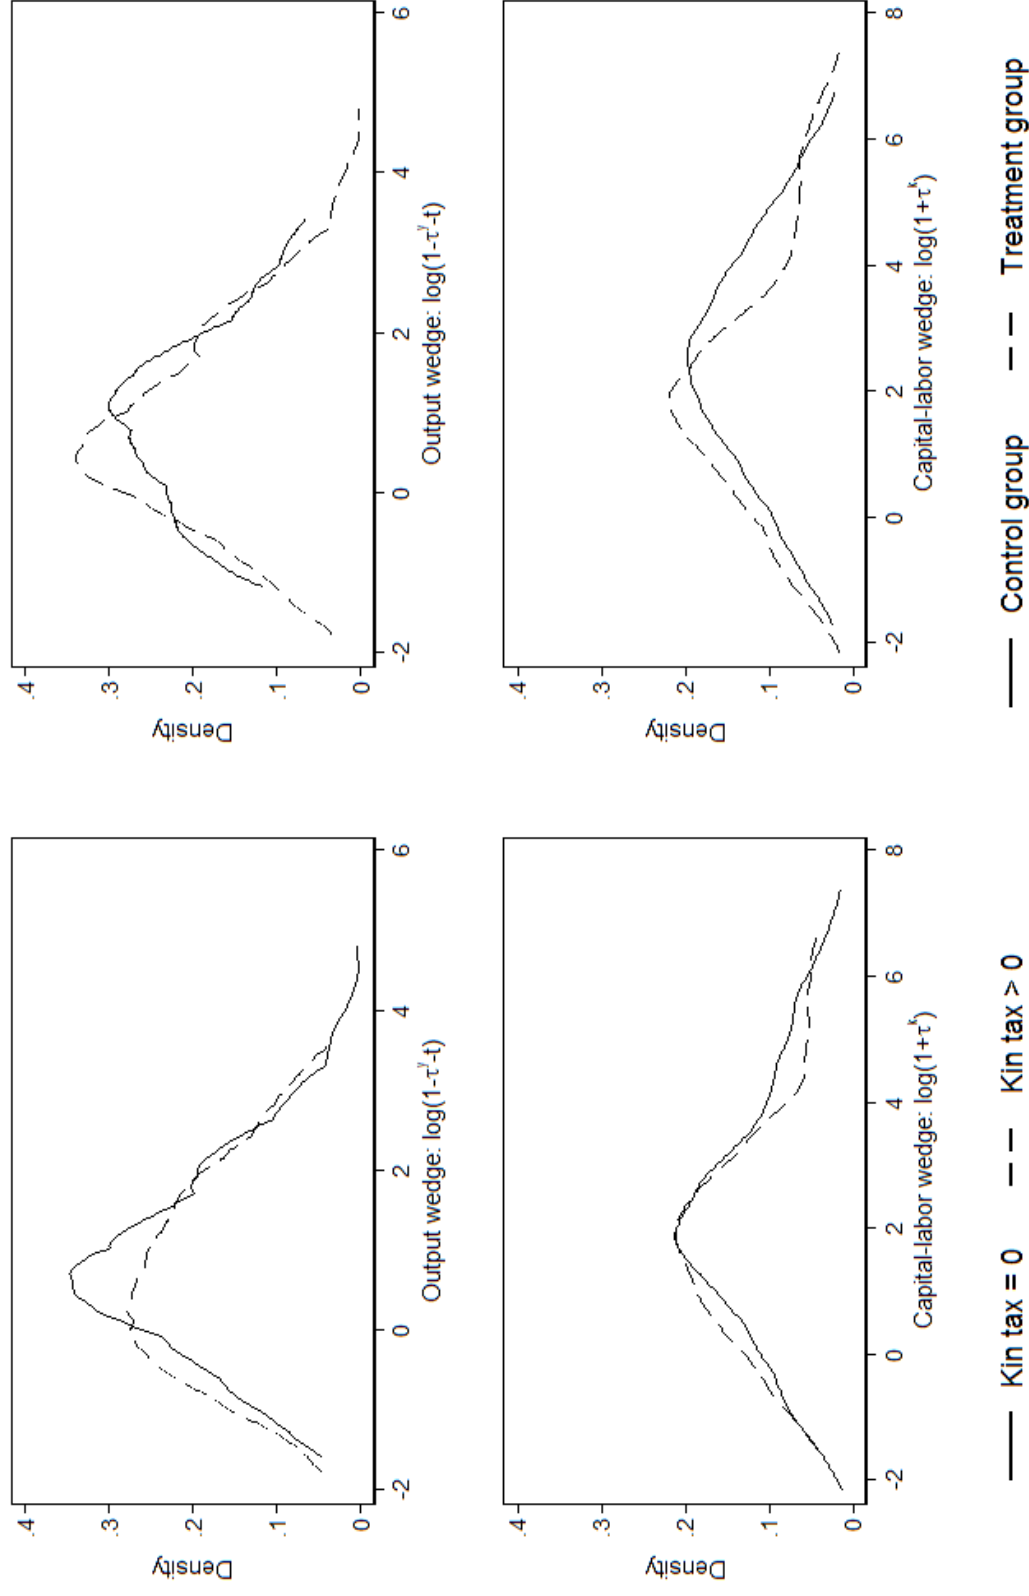 Density
.4
.3
.2
.1
0
-2 0 2 4 6
Output wedge: log(1-τʸ-t)
Density
.4
.3
.2
.1
0
-2 0 2 4 6
Output wedge: log(1-τʸ-t)
Density
.4
.3
.2
.1
0
-2 0 2 4 6 8
Capital-labor wedge: log(1+τᵏ)
Density
.4
.3
.2
.1
0
-2 0 2 4 6 8
Capital-labor wedge: log(1+τᵏ)
Kin tax = 0 Kin tax > 0
Control group Treatment group